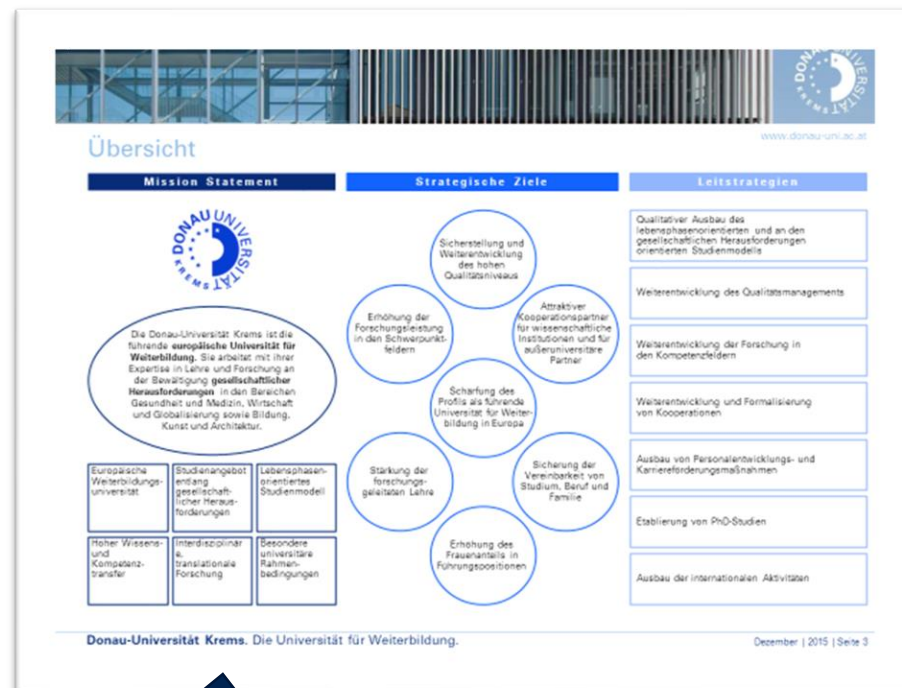 DONAU UNIVERSITÄT KREMS
www.donau-uni.ac.at
Übersicht
Mission Statement
DONAU UNIVERSITÄT KREMS
Die Donau-Universität Krems ist die
führende europäische Universität für
Weiterbildung. Sie arbeitet mit ihrer
Expertise in Lehre und Forschung an
der Bewältigung gesellschaftlicher
Herausforderungen in den Bereichen
Gesundheit und Medizin, Wirtschaft
und Globalisierung sowie Bildung,
Kunst und Architektur.
Europäische
Weiterbildungs-
universität
Studienangebot
entlang
gesellschaft-
licher Heraus-
forderungen
Lebensphasen-
orientiertes
Studienmodell
Hoher Wissens-
und
Kompetenz-
transfer
Interdisziplinär
e,
translationale
Forschung
Besondere
universitäre
Rahmen-
bedingungen
Strategische Ziele
Sicherstellung und
Weiterentwicklung
des hohen
Qualitätsniveaus
Erhöhung der
Forschungsleistung
in den Schwerpunkt-
feldern
Attraktiver
Kooperationspartner
für wissenschaftliche
Institutionen und für
außeruniversitäre
Partner
Schärfung des
Profils als führende
Universität für Weiter-
bildung in Europa
Stärkung der
forschungs-
geleiteten Lehre
Sicherung der
Vereinbarkeit von
Studium, Beruf und
Familie
Erhöhung des
Frauenanteils in
Führungspositionen
Leitstrategien
Qualitativer Ausbau des
lebensphasenorientierten und an den
gesellschaftlichen Herausforderungen
orientierten Studienmodells
Weiterentwicklung des Qualitätsmanagements
Weiterentwicklung der Forschung in
den Kompetenzfeldern
Weiterentwicklung und Formalisierung
von Kooperationen
Ausbau von Personalentwicklungs- und
Karriereförderungsmaßnahmen
Etablierung von PhD-Studien
Ausbau der internationalen Aktivitäten
Donau-Universität Krems. Die Universität für Weiterbildung.
Dezember | 2015 | Seite 3